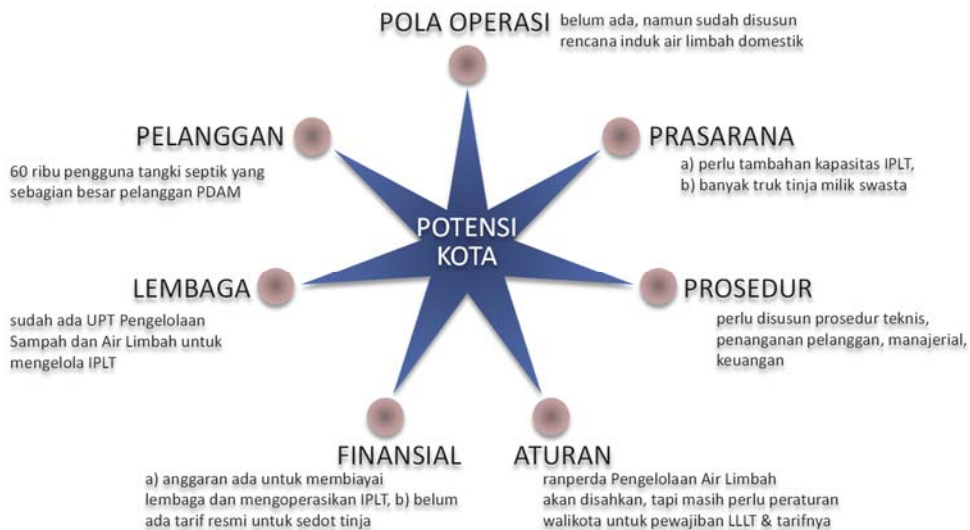 POLA OPERASI
belum ada, namun sudah disusun
rencana induk air limbah domestik
PELANGGAN
60 ribu pengguna tangki septik yang
sebagian besar pelanggan PDAM
PRASARANA
a) perlu tambahan kapasitas IPLT,
b) banyak truk tinja milik swasta
POTENSI
KOTA
LEMBAGA
sudah ada UPT Pengelolaan
Sampah dan Air Limbah untuk
mengelola IPLT
PROSEDUR
perlu disusun prosedur teknis,
penanganan pelanggan, manajerial,
keuangan
FINANSIAL
a) anggaran ada untuk membiayai
lembaga dan mengoperasikan IPLT, b) belum
ada tarif resmi untuk sedot tinja
ATURAN
ranperda Pengelolaan Air Limbah
akan disahkan, tapi masih perlu peraturan
walikota untuk pewajiban LLLT & tarifnya